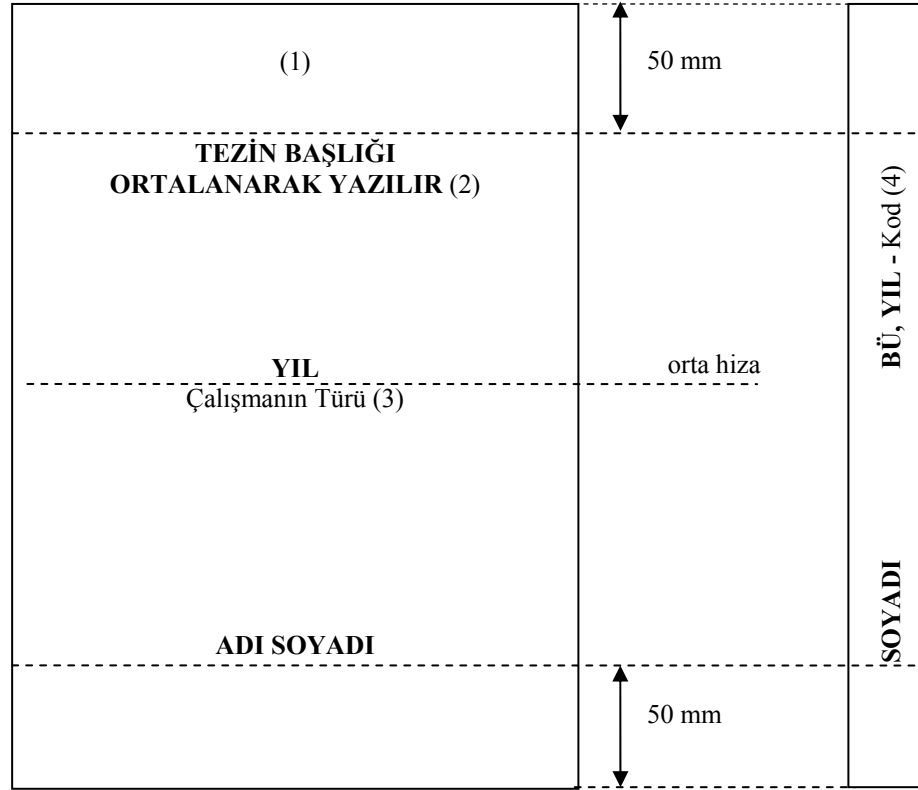 (1)
50 mm
TEZİN BAŞLIĞI
ORTALANARAK YAZILIR (2)
BÜ, YIL - Kod (4)
YIL
orta hiza
Çalışmanın Türü (3)
ADI SOYADI
SOYADI
50 mm